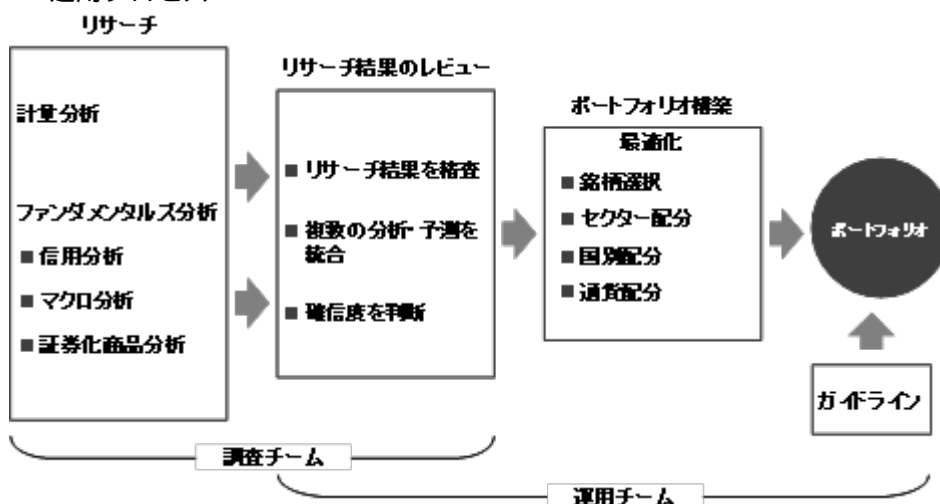 リサーチ
計量分析
ファンダメンタルズ分析
■信用分析
■マクロ分析
■証券化商品分析
リサーチ結果のレビュー
■リサーチ結果を精査
■複数の分析・予測を
統合
■確信度を判断
ポートフォリオ構築
最適化
■銘柄選択
■セクター配分
■国別配分
■通貨配分
ポートフォリオ
ガイドライン
調査チーム
運用チーム